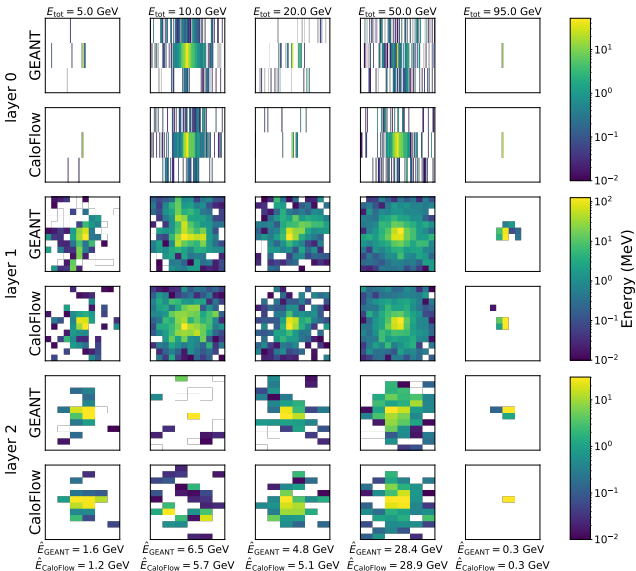 E_tot = 5.0 GeV E_tot = 10.0 GeV E_tot = 20.0 GeV E_tot = 50.0 GeV E_tot = 95.0 GeV
layer 0
GEANT
CaloFlow
10^1
10^0
10^−1
10^−2
layer 1
GEANT
CaloFlow
10^2
10^1
10^0
10^−1
10^−2
Energy (MeV)
layer 2
GEANT
CaloFlow
10^1
10^0
10^−1
10^−2
Ê_GEANT = 1.6 GeV Ê_GEANT = 6.5 GeV Ê_GEANT = 4.8 GeV Ê_GEANT = 28.4 GeV Ê_GEANT = 0.3 GeV
Ê_CaloFlow = 1.2 GeV Ê_CaloFlow = 5.7 GeV Ê_CaloFlow = 5.1 GeV Ê_CaloFlow = 28.9 GeV Ê_CaloFlow = 0.3 GeV